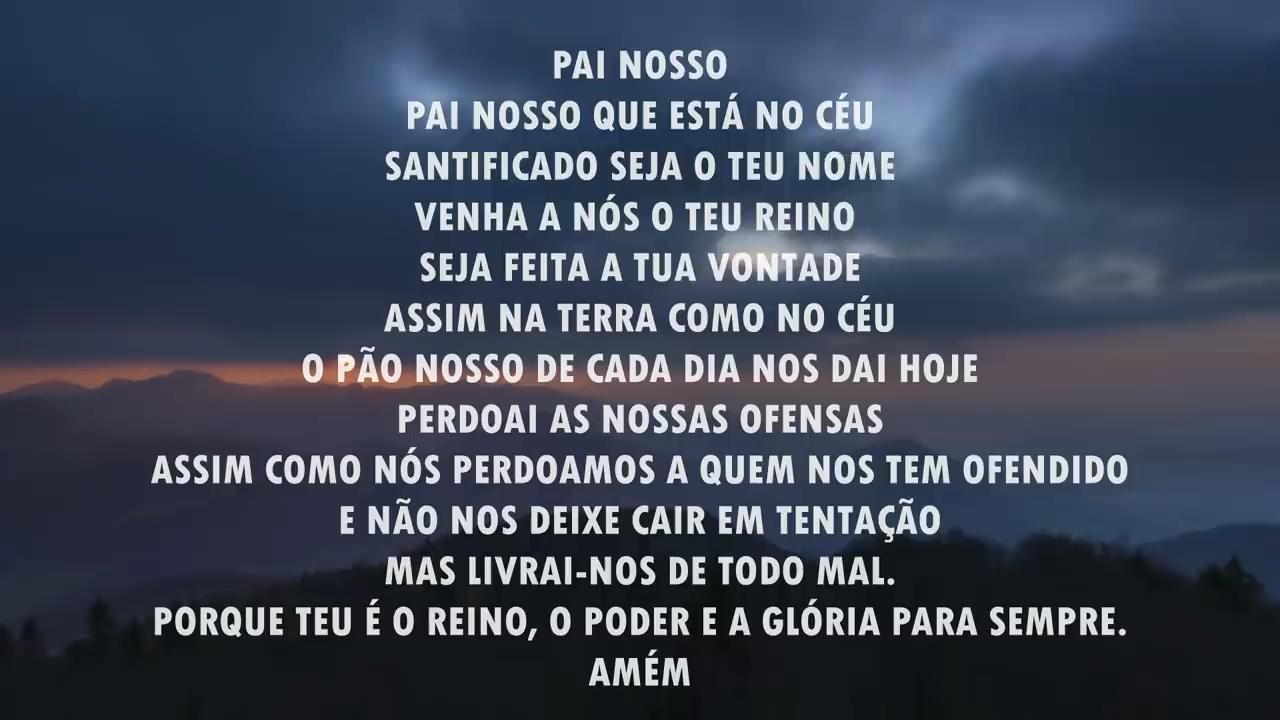 PAI NOSSO
PAI NOSSO QUE ESTÁ NO CÉU
SANTIFICADO SEJA O TEU NOME
VENHA A NÓS O TEU REINO
SEJA FEITA A TUA VONTADE
ASSIM NA TERRA COMO NO CÉU
O PÃO NOSSO DE CADA DIA NOS DAI HOJE
PERDOAI AS NOSSAS OFENSAS
ASSIM COMO NÓS PERDOAMOS A QUEM NOS TEM OFENDIDO
E NÃO NOS DEIXE CAIR EM TENTAÇÃO
MAS LIVRAI-NOS DE TODO MAL.
PORQUE TEU É O REINO, O PODER E A GLÓRIA PARA SEMPRE.
AMÉM